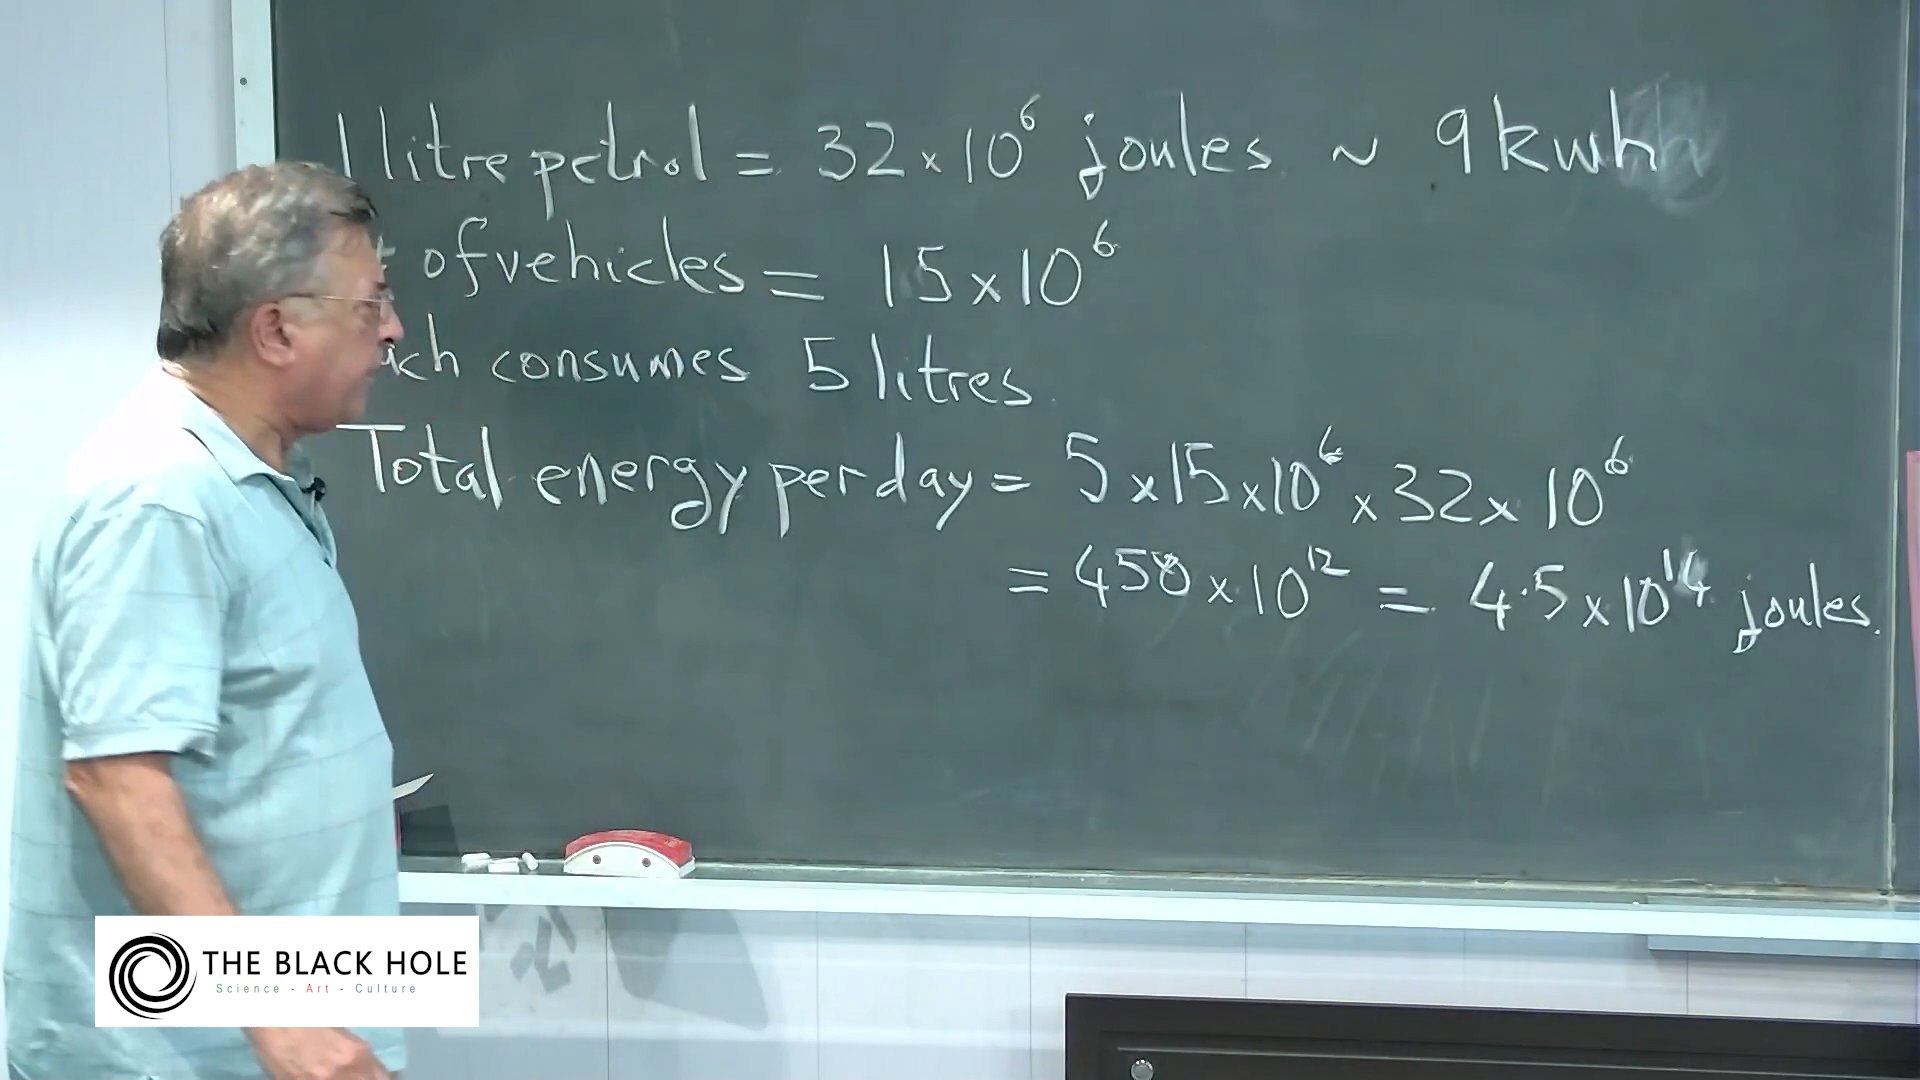 1 litre petrol = 32 × 10⁶ joules ~ 9 kwh
of vehicles = 15 × 10⁶
consumes 5 litres
Total energy per day = 5 × 15 × 10⁶ × 32 × 10⁶
= 450 × 10¹² = 4.5 × 10¹⁴ joules.
THE BLACK HOLE
Science - Art - Culture